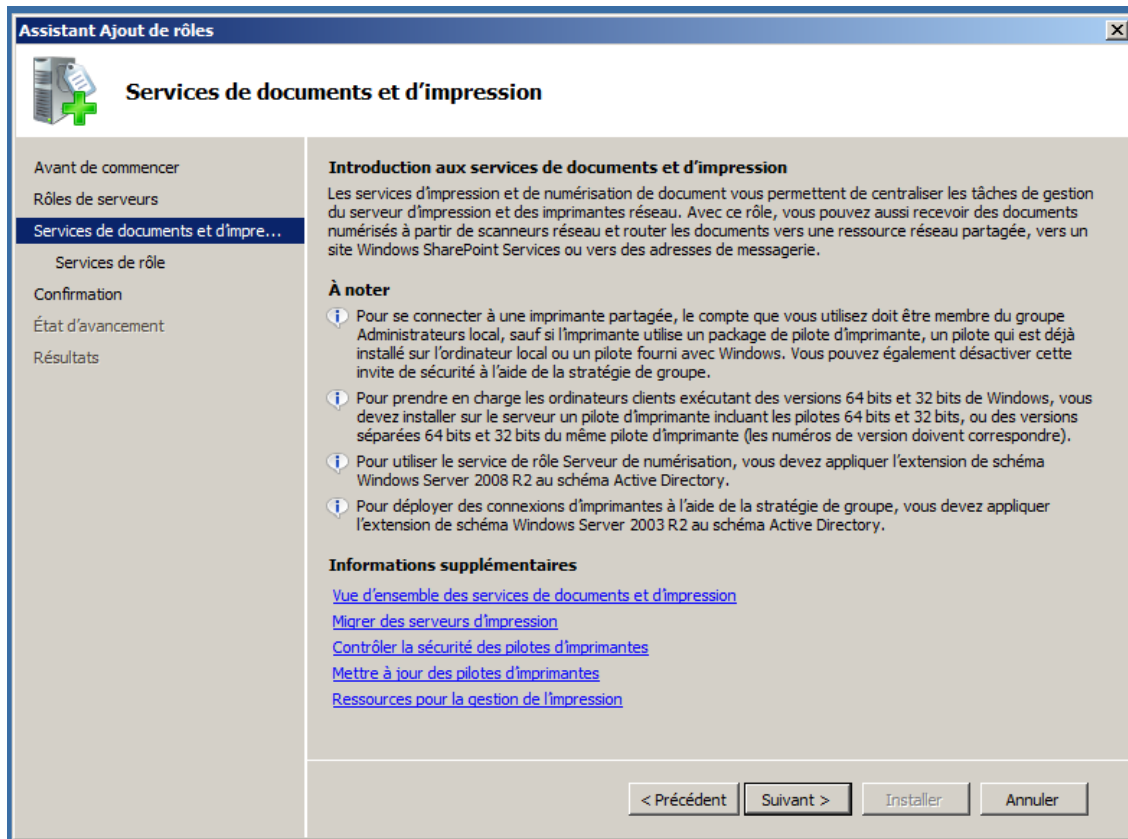 Assistant Ajout de rôles
Services de documents et d'impression
Avant de commencer
Rôles de serveurs
Services de documents et d'impre...
Services de rôle
Confirmation
État d'avancement
Résultats
Introduction aux services de documents et d'impression
Les services d'impression et de numérisation de document vous permettent de centraliser les tâches de gestion
du serveur d'impression et des imprimantes réseau. Avec ce rôle, vous pouvez aussi recevoir des documents
numérisés à partir de scanneurs réseau et router les documents vers une ressource réseau partagée, vers un
site Windows SharePoint Services ou vers des adresses de messagerie.
À noter
Pour se connecter à une imprimante partagée, le compte que vous utilisez doit être membre du groupe
Administrateurs local, sauf si l'imprimante utilise un package de pilote d'imprimante, un pilote qui est déjà
installé sur l'ordinateur local ou un pilote fourni avec Windows. Vous pouvez également désactiver cette
invite de sécurité à l'aide de la stratégie de groupe.
Pour prendre en charge les ordinateurs clients exécutant des versions 64 bits et 32 bits de Windows, vous
devez installer sur le serveur un pilote d'imprimante incluant les pilotes 64 bits et 32 bits, ou des versions
séparées 64 bits et 32 bits du même pilote d'imprimante (les numéros de version doivent correspondre).
Pour utiliser le service de rôle Serveur de numérisation, vous devez appliquer l'extension de schéma
Windows Server 2008 R2 au schéma Active Directory.
Pour déployer des connexions d'imprimantes à l'aide de la stratégie de groupe, vous devez appliquer
l'extension de schéma Windows Server 2003 R2 au schéma Active Directory.
Informations supplémentaires
Vue d'ensemble des services de documents et d'impression
Migrer des serveurs d'impression
Contrôler la sécurité des pilotes d'imprimantes
Mettre à jour des pilotes d'imprimantes
Ressources pour la gestion de l'impression
< Précédent
Suivant >
Installer
Annuler